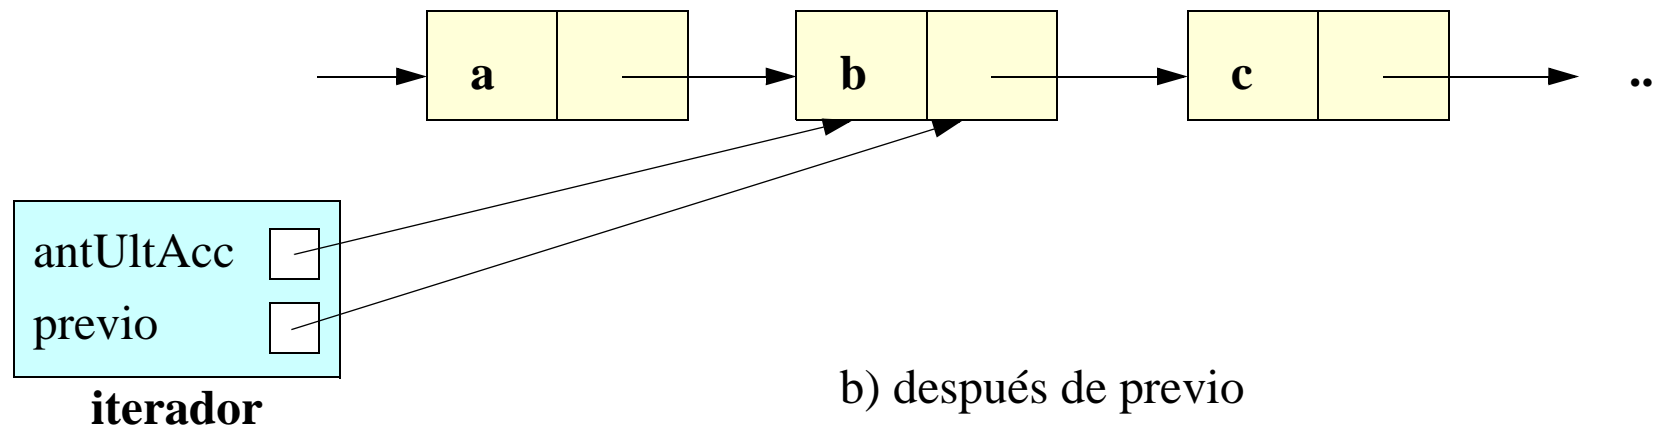 a b c ..
antUltAcc
previo
iterador
b) después de previo